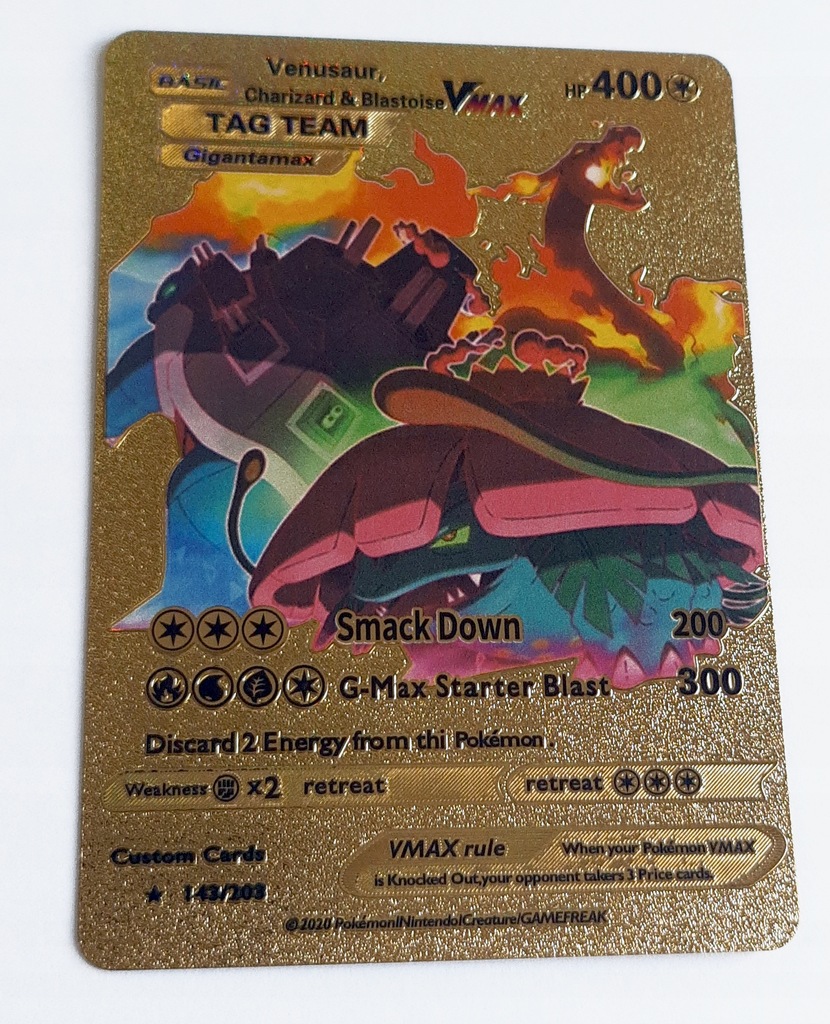 BASIC
Venusaur,
Charizard & Blastoise VMAX
HP 400
TAG TEAM
Gigantamax
Smack Down 200
G-Max Starter Blast 300
Discard 2 Energy from thi Pokémon.
Weakness x2 retreat retreat
Custom Cards
143/203
VMAX rule When your Pokémon VMAX
is Knocked Out,your opponent takers 3 Price cards.
©2020 Pokémon/Nintendo/Creature/GAMEFREAK